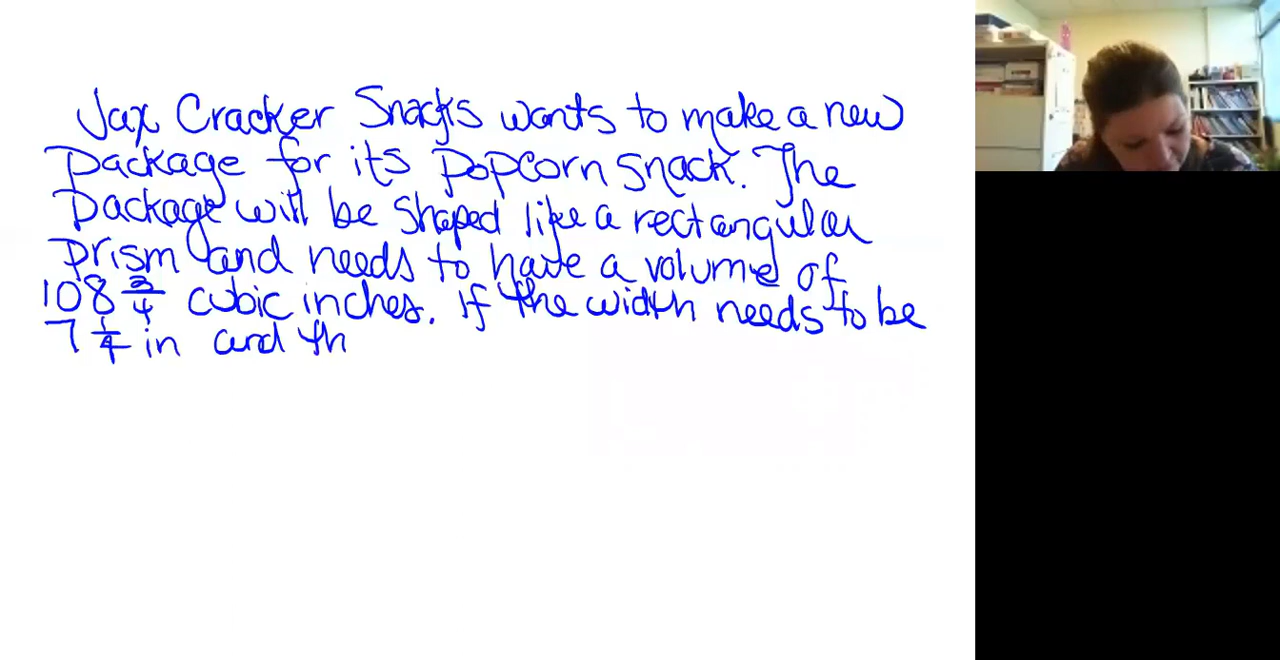 Jax Cracker Snacks wants to make a new
package for its popcorn snack. The
package will be shaped like a rectangular
prism and needs to have a volume of
108 3/4 cubic inches. If the width needs to be
7 1/4 in and th